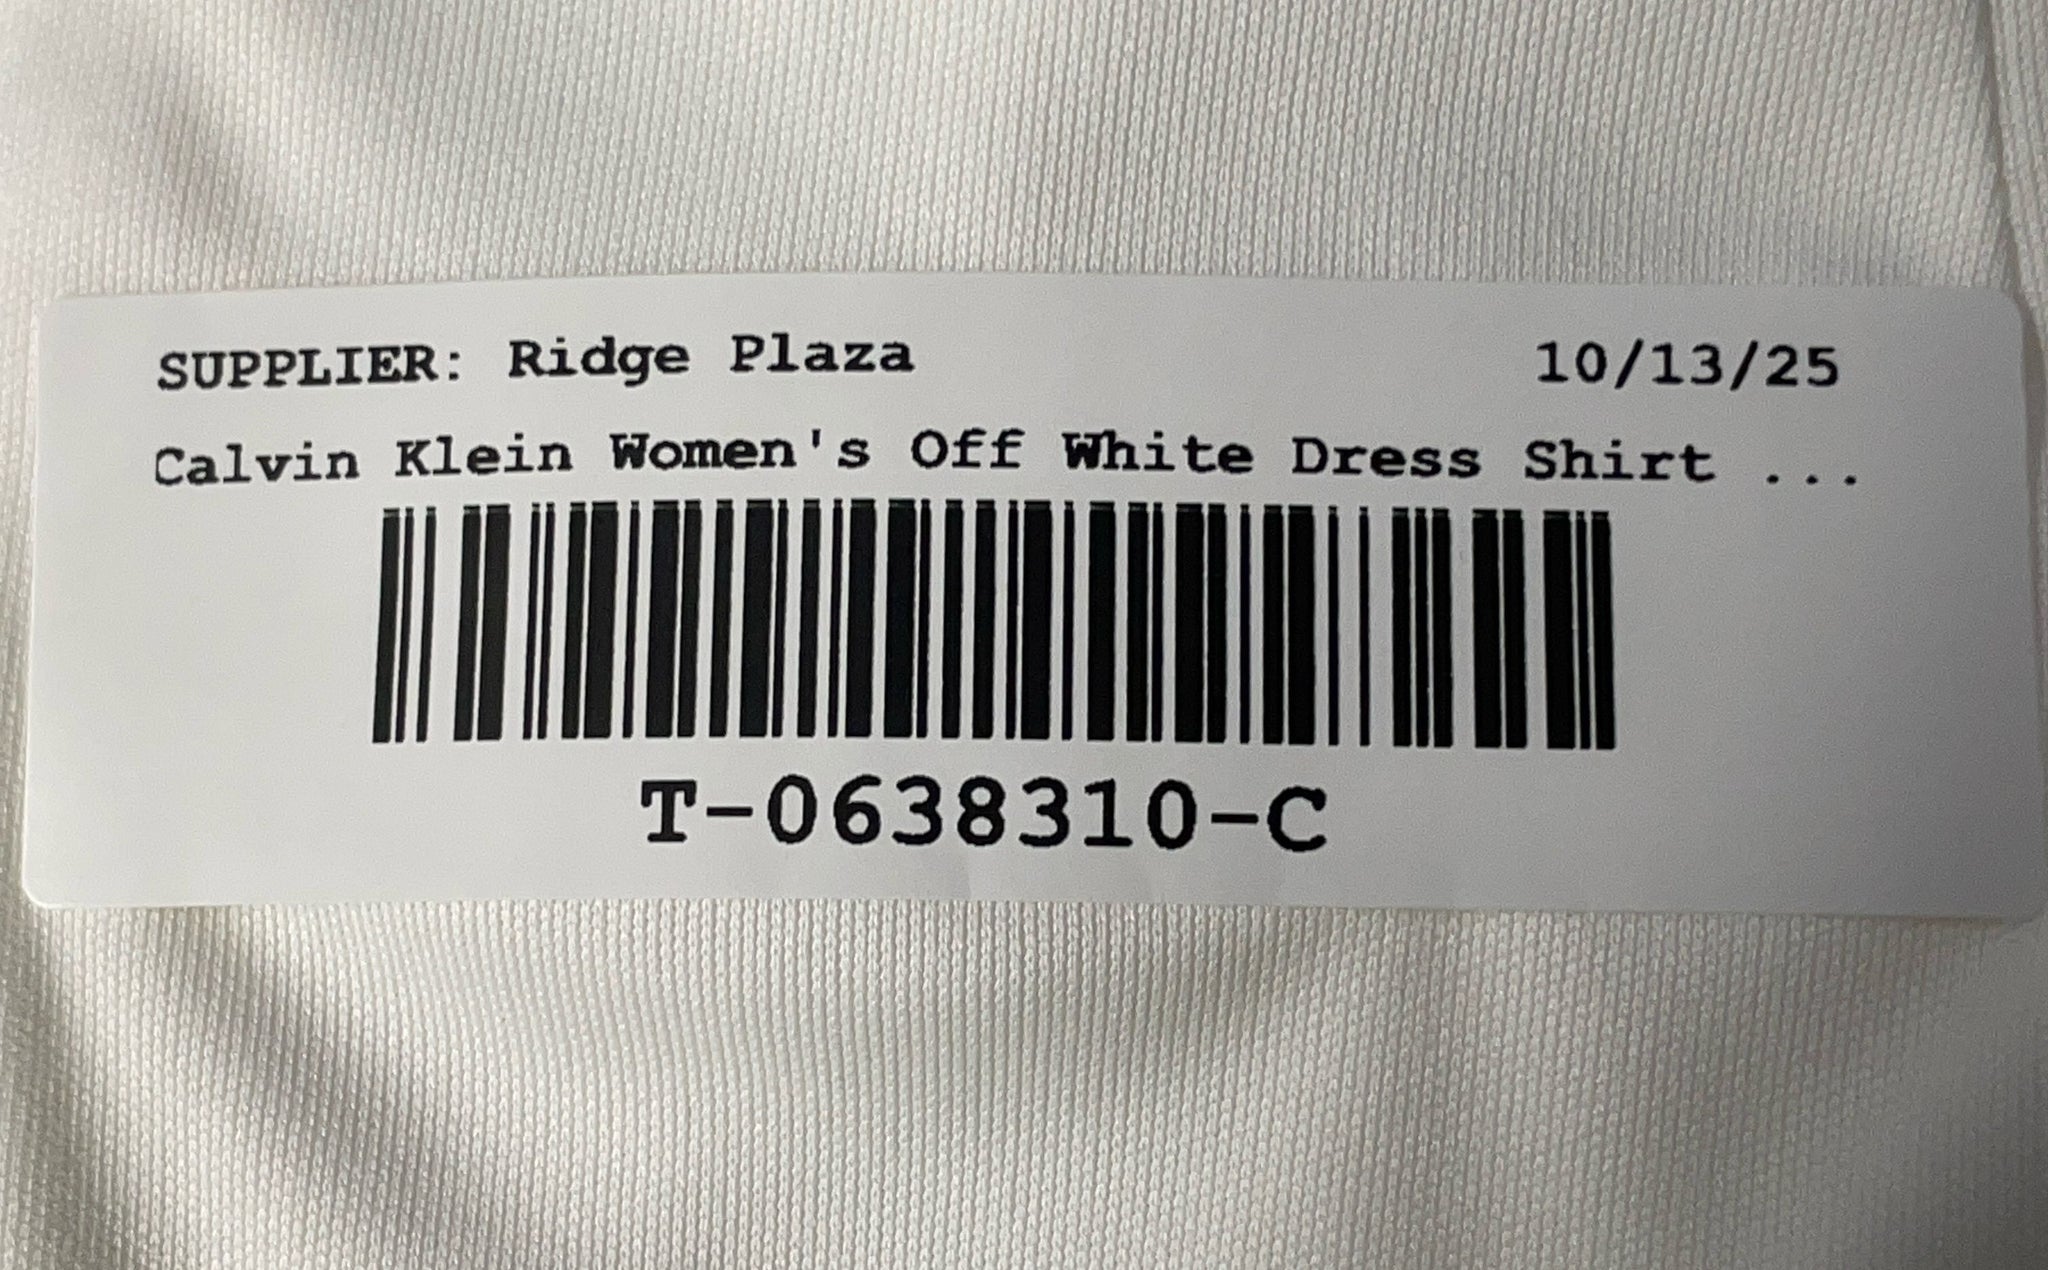 SUPPLIER: Ridge Plaza 10/13/25
Calvin Klein Women's Off White Dress Shirt ...
T-0638310-C